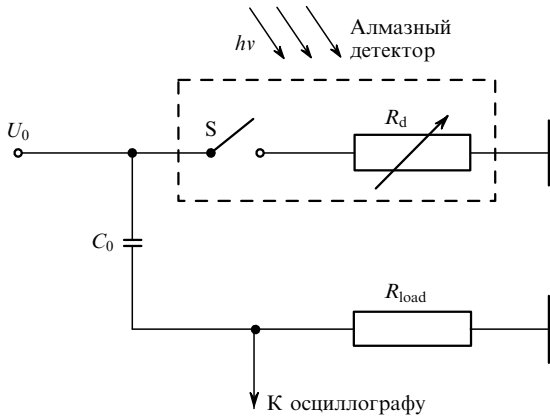 hν
Алмазный
детектор
U0
S
Rd
C0
Rload
К осциллографу